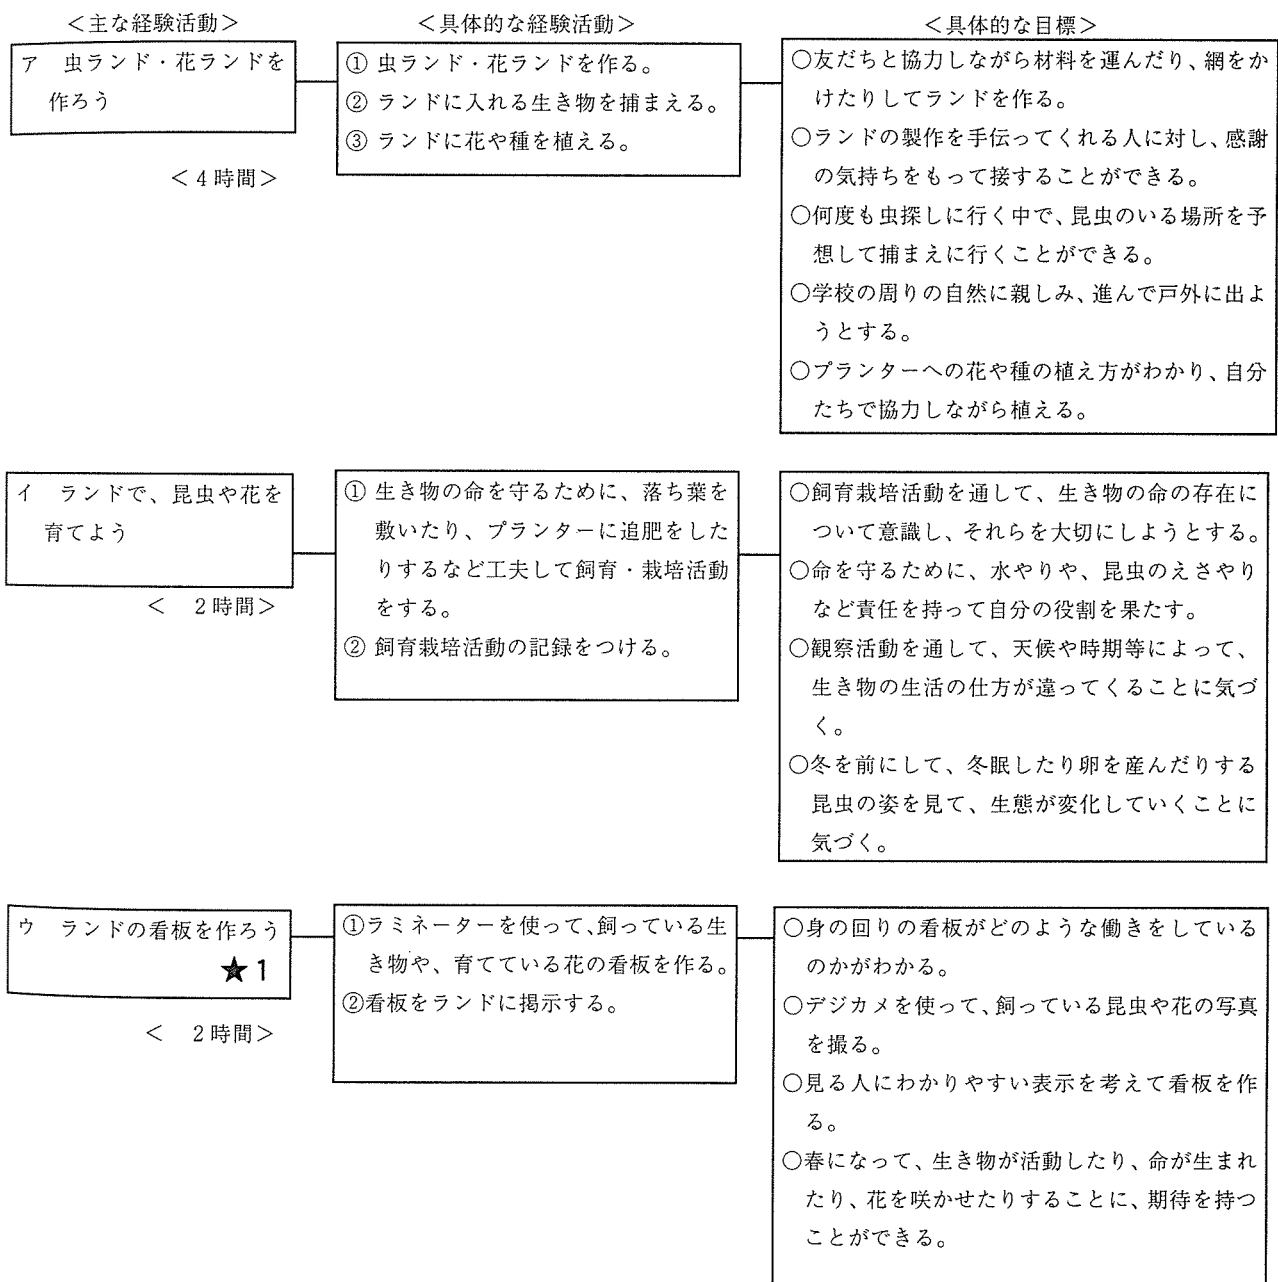 ＜主な経験活動＞
＜具体的な経験活動＞
＜具体的な目標＞
ア　虫ランド・花ランドを
作ろう
＜4時間＞
① 虫ランド・花ランドを作る。
② ランドに入れる生き物を捕まえる。
③ ランドに花や種を植える。
○友だちと協力しながら材料を運んだり、網をか
けたりしてランドを作る。
○ランドの製作を手伝ってくれる人に対し、感謝
の気持ちをもって接することができる。
○何度も虫探しに行く中で、昆虫のいる場所を予
想して捕まえに行くことができる。
○学校の周りの自然に親しみ、進んで戸外に出よ
うとする。
○プランターへの花や種の植え方がわかり、自分
たちで協力しながら植える。
イ　ランドで、昆虫や花を
育てよう
＜　2時間＞
① 生き物の命を守るために、落ち葉を
敷いたり、プランターに追肥をした
りするなど工夫して飼育・栽培活動
をする。
② 飼育栽培活動の記録をつける。
○飼育栽培活動を通して、生き物の命の存在に
ついて意識し、それらを大切にしようとする。
○命を守るために、水やりや、昆虫のえさやり
など責任を持って自分の役割を果たす。
○観察活動を通して、天候や時期等によって、
生き物の生活の仕方が違ってくることに気づ
く。
○冬を前にして、冬眠したり卵を産んだりする
昆虫の姿を見て、生態が変化していくことに
気づく。
ウ　ランドの看板を作ろう
★1
＜　2時間＞
①ラミネーターを使って、飼っている生
き物や、育てている花の看板を作る。
②看板をランドに掲示する。
○身の回りの看板がどのような働きをしている
のかがわかる。
○デジカメを使って、飼っている昆虫や花の写真
を撮る。
○見る人にわかりやすい表示を考えて看板を作
る。
○春になって、生き物が活動したり、命が生まれ
たり、花を咲かせたりすることに、期待を持つ
ことができる。